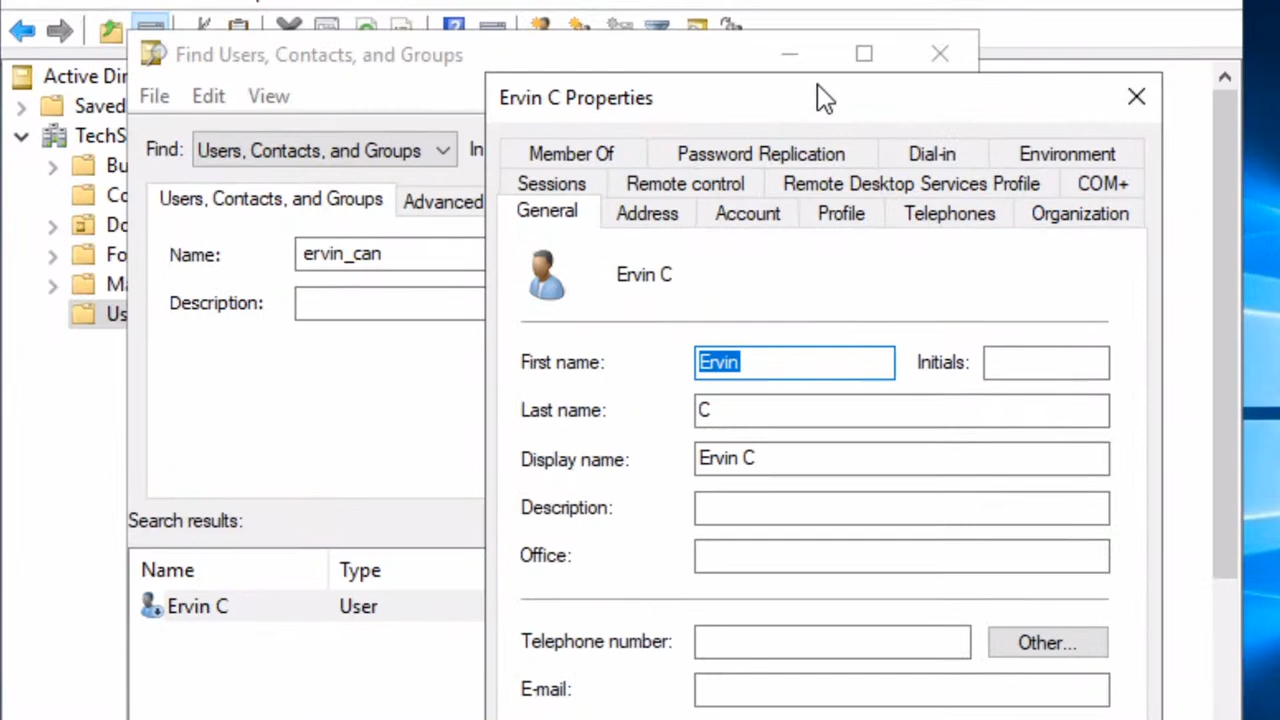 Find Users, Contacts, and Groups
File Edit View
Find: Users, Contacts, and Groups In
Users, Contacts, and Groups Advanced
Name: ervin_can
Description:
Search results:
Name Type
Ervin C User
Active Dir
Saved
TechS
Bu
Co
Do
Fo
Ma
Us
Ervin C Properties
Member Of Password Replication Dial-in Environment
Sessions Remote control Remote Desktop Services Profile COM+
General Address Account Profile Telephones Organization
Ervin C
First name: Ervin Initials:
Last name: C
Display name: Ervin C
Description:
Office:
Telephone number: Other...
E-mail: